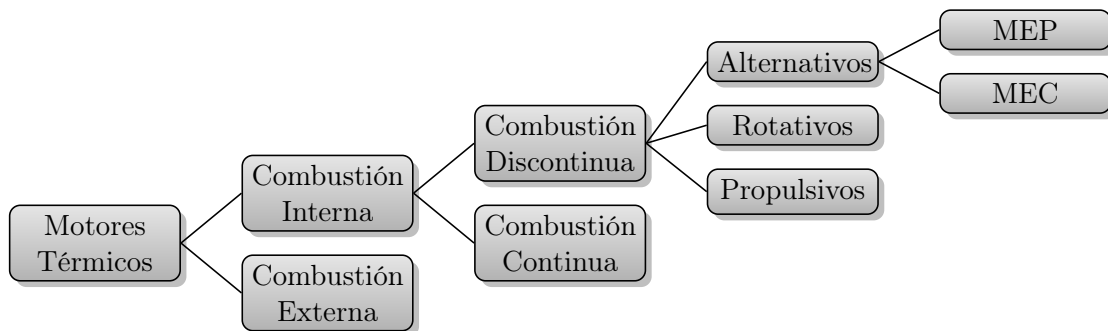 Motores
Térmicos
Combustión
Interna
Combustión
Externa
Combustión
Discontinua
Combustión
Continua
Alternativos
Rotativos
Propulsivos
MEP
MEC